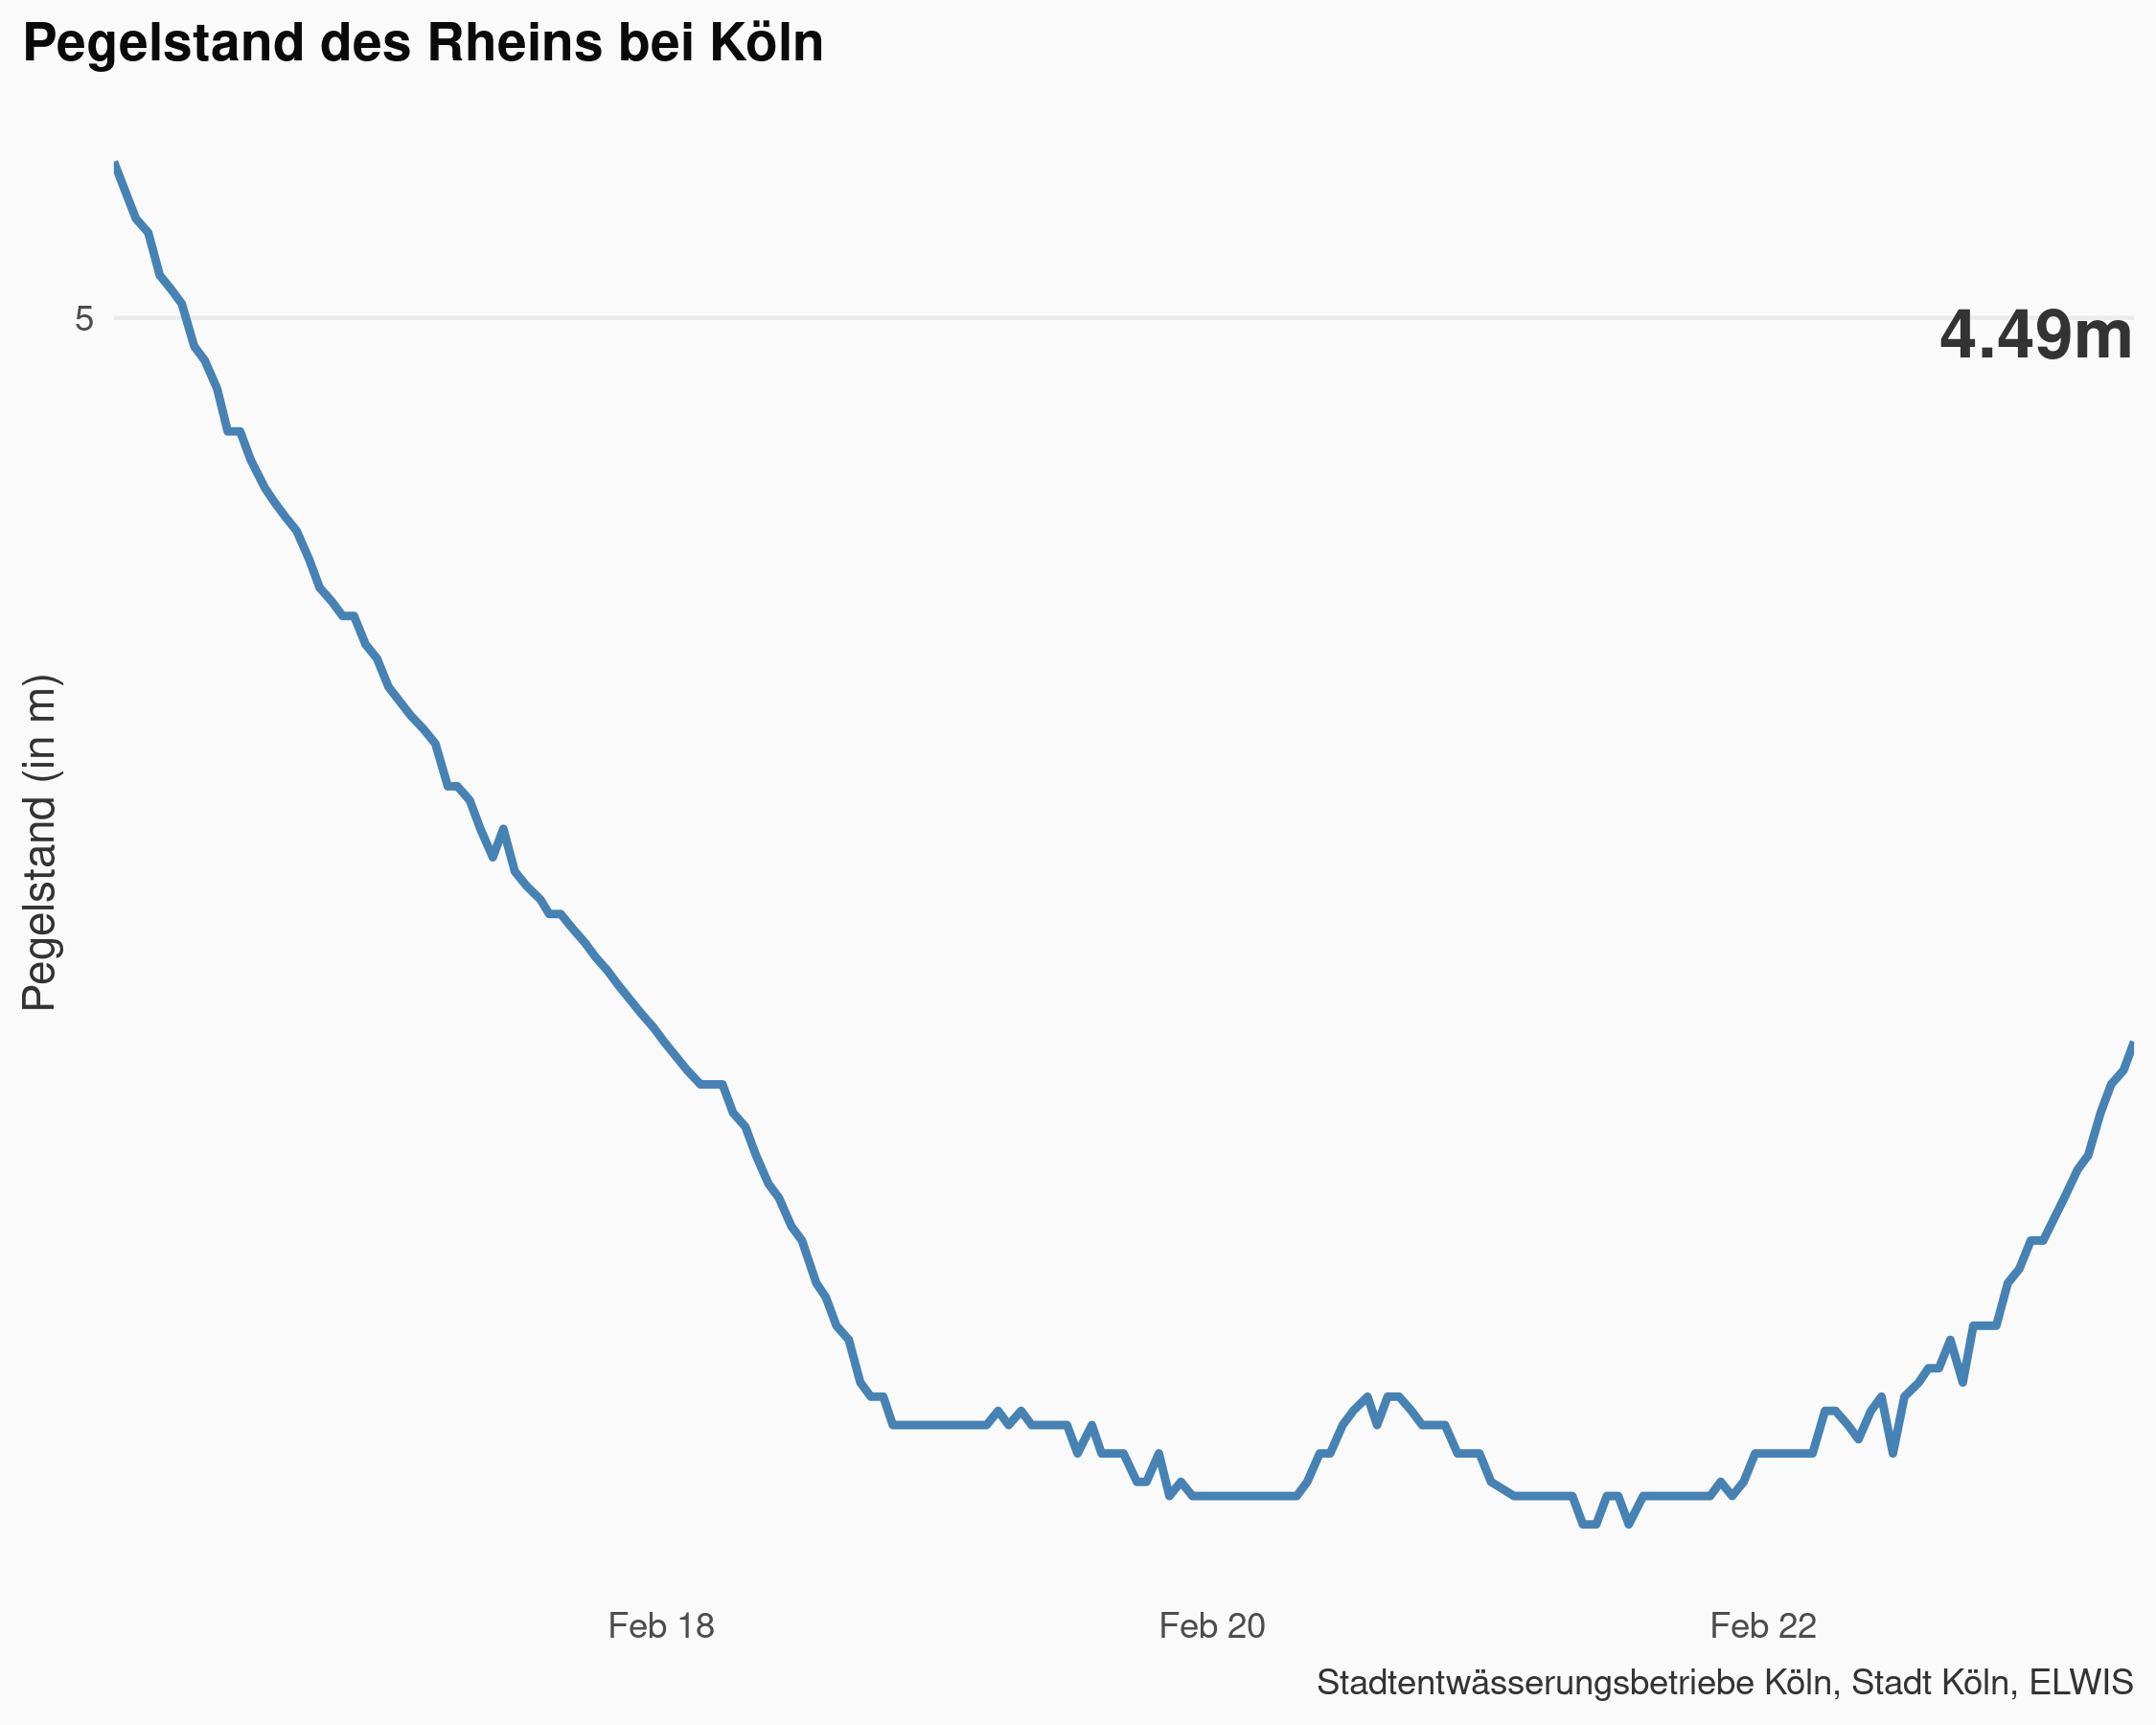 Pegelstand des Rheins bei Köln
5
4.49m
Pegelstand (in m)
Feb 18
Feb 20
Feb 22
Stadtentwässerungsbetriebe Köln, Stadt Köln, ELWIS